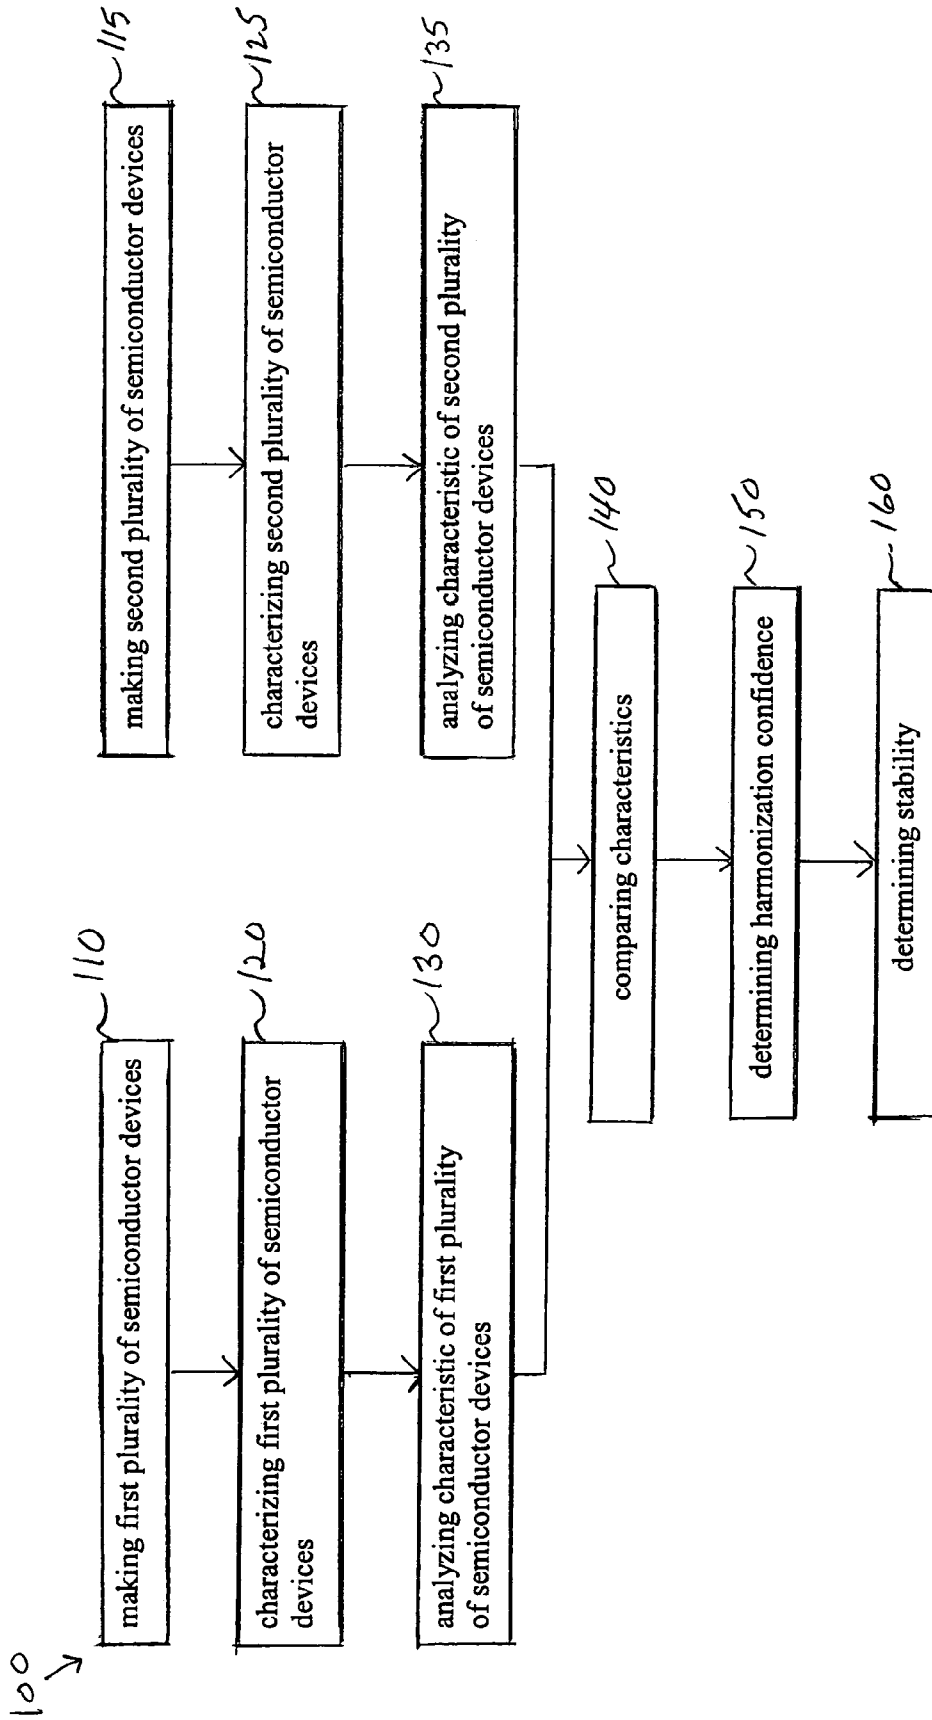 100
110
making first plurality of semiconductor devices
120
characterizing first plurality of semiconductor
devices
130
analyzing characteristic of first plurality
of semiconductor devices
115
making second plurality of semiconductor devices
125
characterizing second plurality of semiconductor
devices
135
analyzing characteristic of second plurality
of semiconductor devices
140
comparing characteristics
150
determining harmonization confidence
160
determining stability